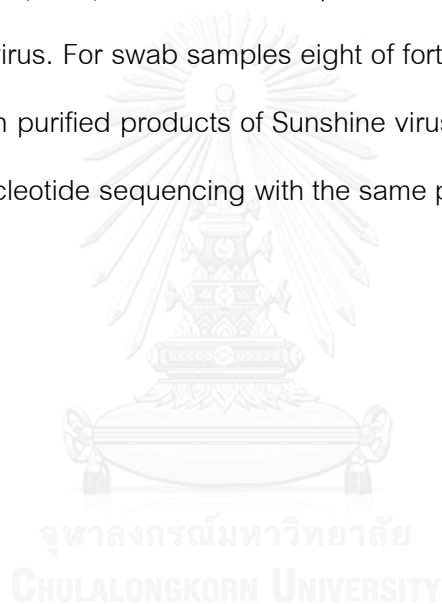 virus. For swab samples eight of fort
n purified products of Sunshine virus
cleotide sequencing with the same p
จุฬาลงกรณ์มหาวิทยาลัย
CHULALONGKORN UNIVERSITY